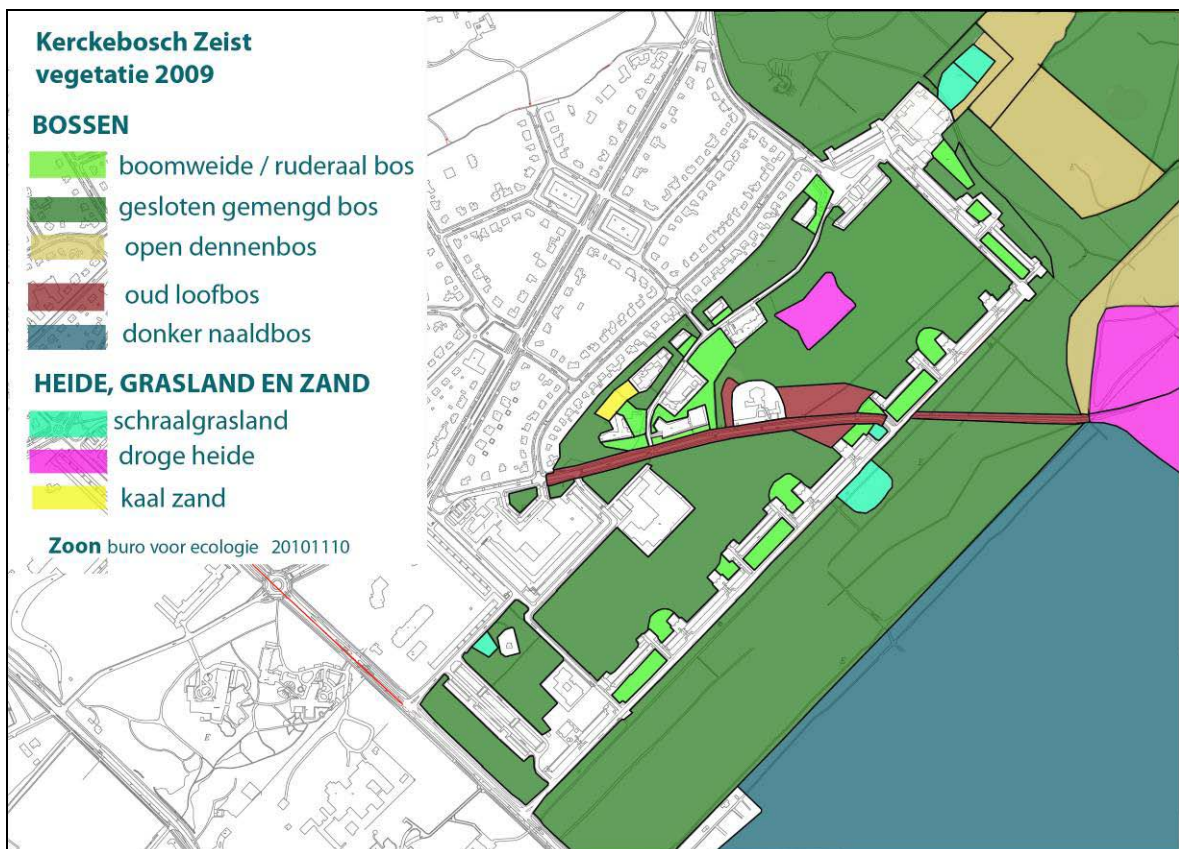 Kerckebosch Zeist
vegetatie 2009
BOSSEN
boomweide / ruderaal bos
gesloten gemengd bos
open dennenbos
oud loofbos
donker naaldbos
HEIDE, GRASLAND EN ZAND
schraalgrasland
droge heide
kaal zand
Zoon buro voor ecologie 20101110
E